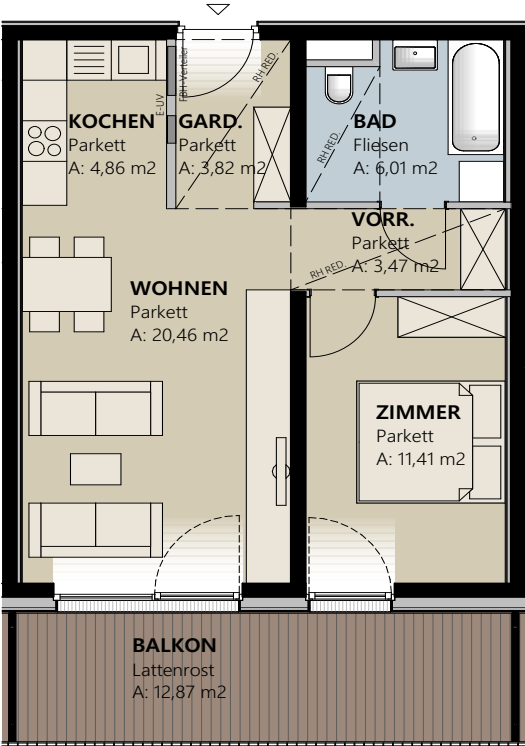 E-UV
FBH-Verteiler
RH RED.
KOCHEN
Parkett
A: 4,86 m2
GARD.
Parkett
A: 3,82 m2
RH RED.
BAD
Fliesen
A: 6,01 m2
VORR.
Parkett
A: 3,47 m2
RH RED.
WOHNEN
Parkett
A: 20,46 m2
ZIMMER
Parkett
A: 11,41 m2
BALKON
Lattenrost
A: 12,87 m2